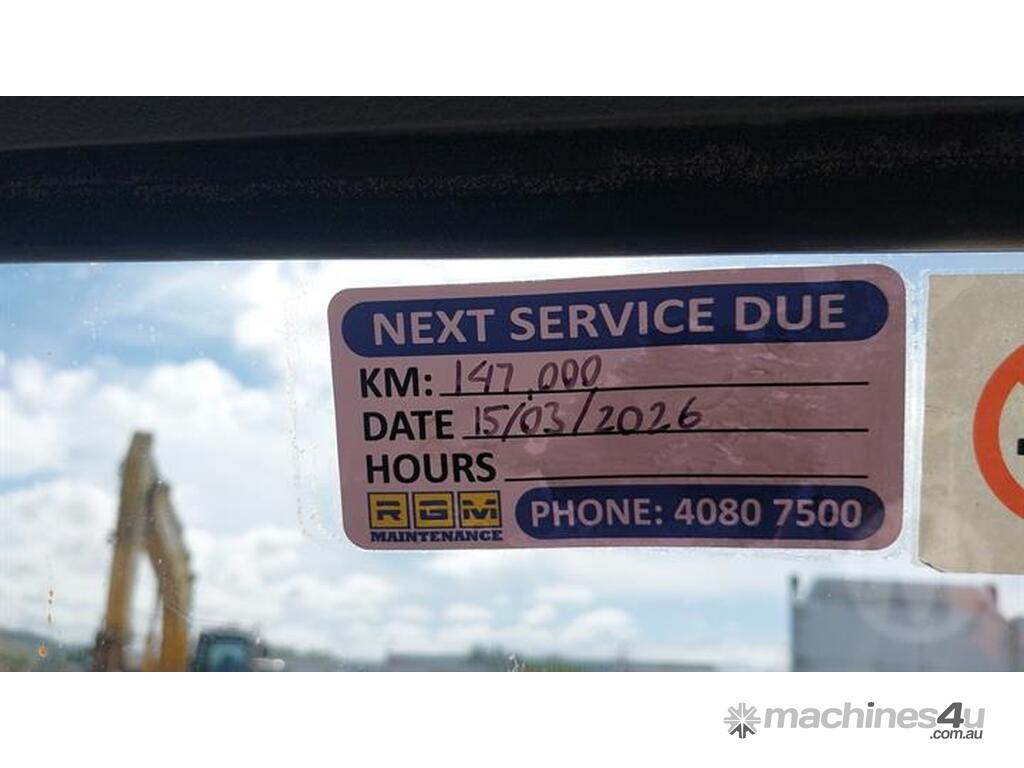 NEXT SERVICE DUE
KM: 147,000
DATE 15/03/2026
HOURS
RGM
MAINTENANCE
PHONE: 4080 7500
machines4u
.com.au